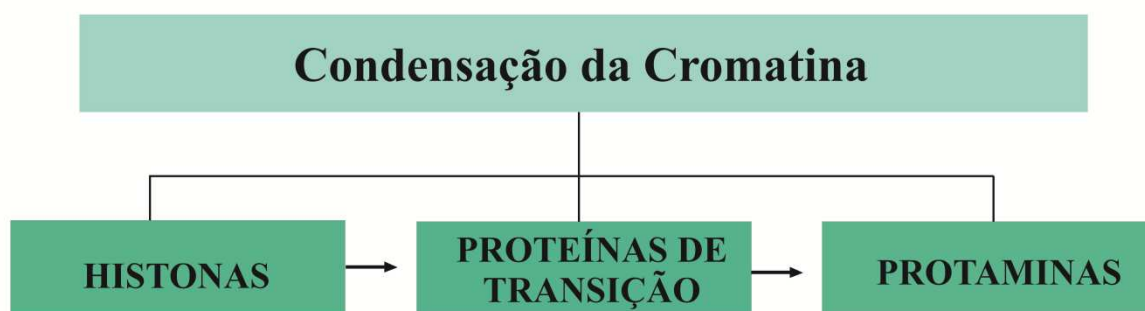 Condensação da Cromatina
HISTONAS
PROTEÍNAS DE
TRANSIÇÃO
PROTAMINAS